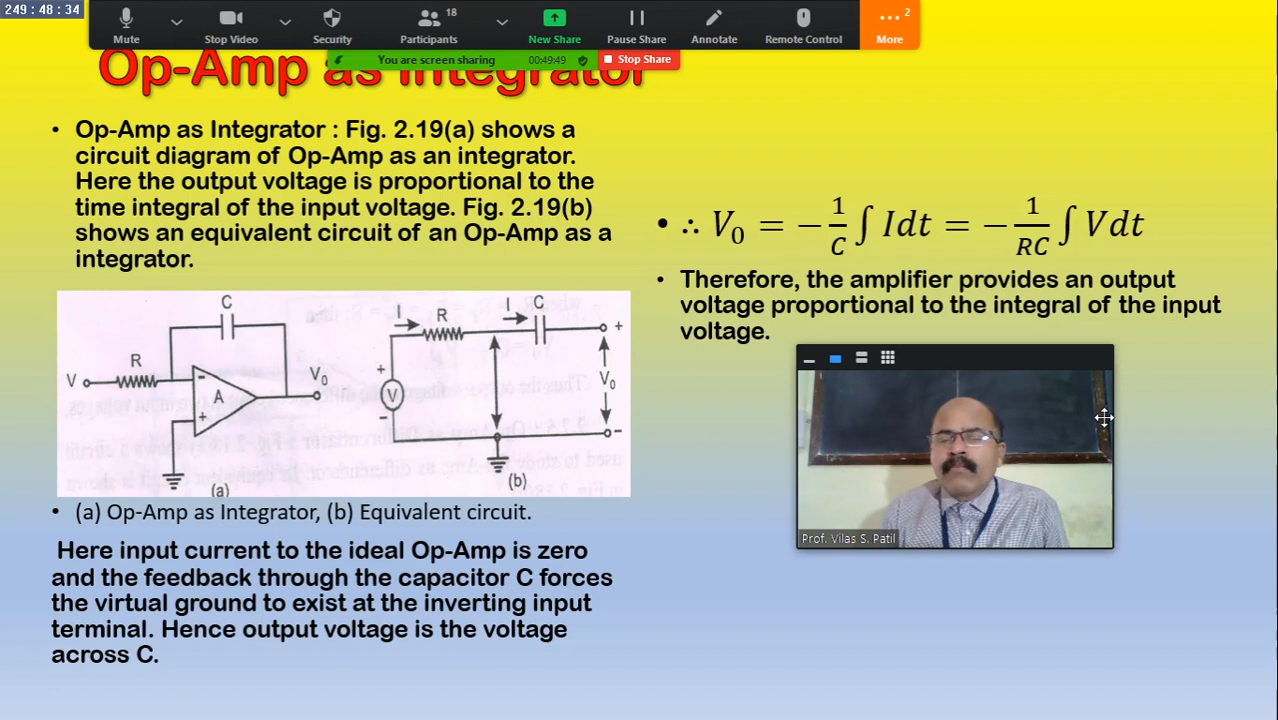 249:48:34
18
2
Mute
Stop Video
Security
Participants
New Share
Pause Share
Annotate
Remote Control
More
You are screen sharing
00:49:49
Stop Share
Op-Amp as Integrator
• Op-Amp as Integrator : Fig. 2.19(a) shows a
circuit diagram of Op-Amp as an integrator.
Here the output voltage is proportional to the
time integral of the input voltage. Fig. 2.19(b)
shows an equivalent circuit of an Op-Amp as a
integrator.
C
R
V
-
A
+
V₀
(a)
I
R
I
C
+
V
-
+
V₀
-
(b)
• (a) Op-Amp as Integrator, (b) Equivalent circuit.
Here input current to the ideal Op-Amp is zero
and the feedback through the capacitor C forces
the virtual ground to exist at the inverting input
terminal. Hence output voltage is the voltage
across C.
• ∴ V₀ = −1/C ∫ Idt = −1/RC ∫ Vdt
• Therefore, the amplifier provides an output
voltage proportional to the integral of the input
voltage.
Prof. Vilas S. Patil